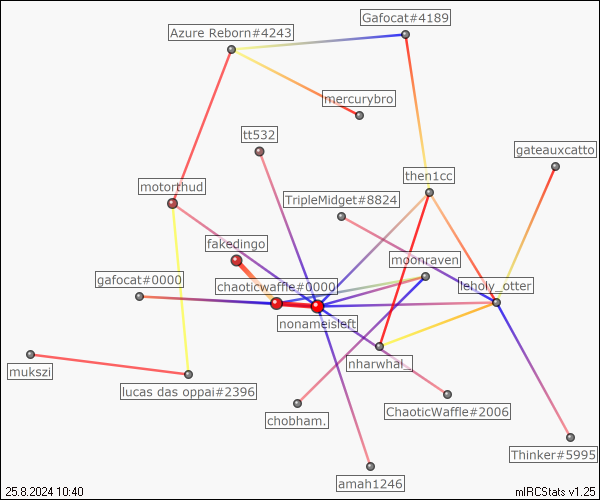 Gafocat#4189
Azure Reborn#4243
mercurybro
tt532
gateauxcatto
then1cc
motorthud
TripleMidget#8824
fakedingo
moonraven
gafocat#0000
chaoticwaffle#0000
leholy_otter
nonameisleft
nharwhal_
mukszi
lucas das oppai#2396
ChaoticWaffle#2006
chobham.
Thinker#5995
amah1246
25.8.2024 10:40
mIRCStats v1.25